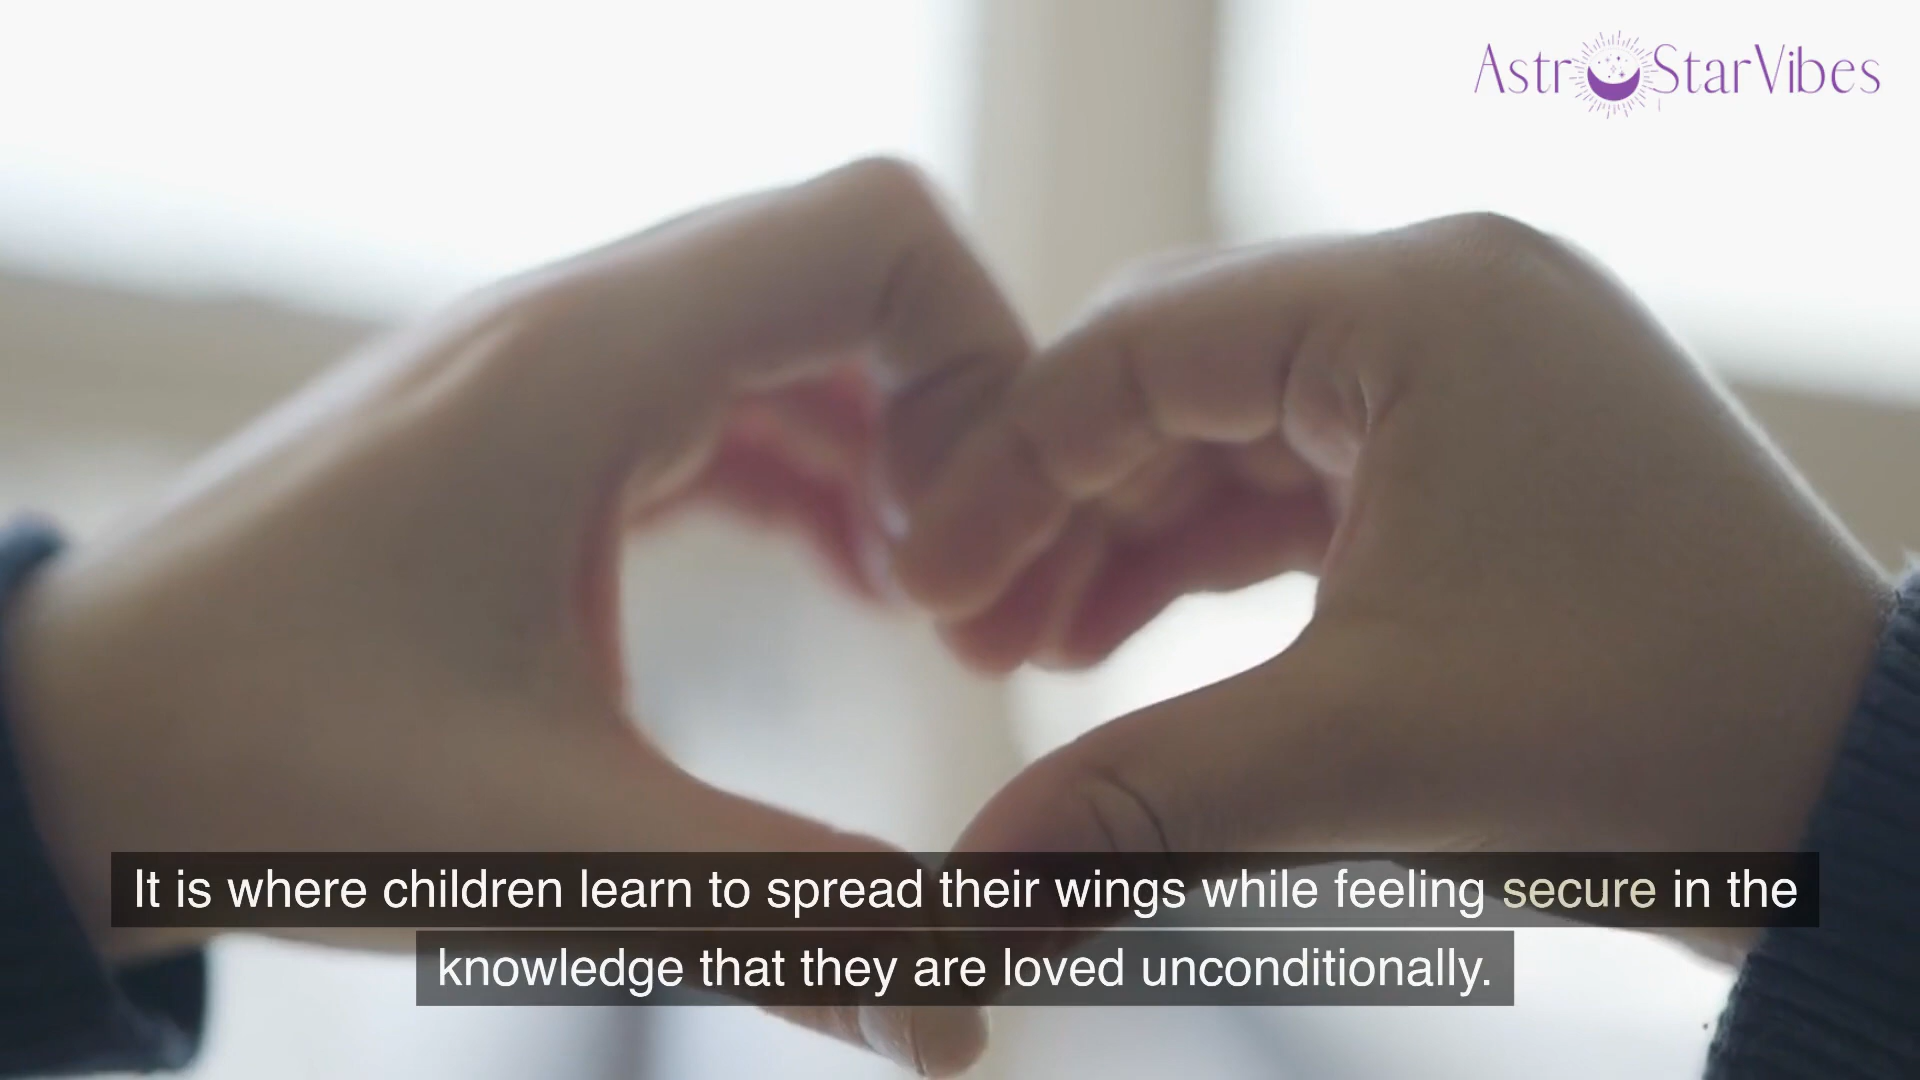 AstroStarVibes
It is where children learn to spread their wings while feeling secure in the
knowledge that they are loved unconditionally.